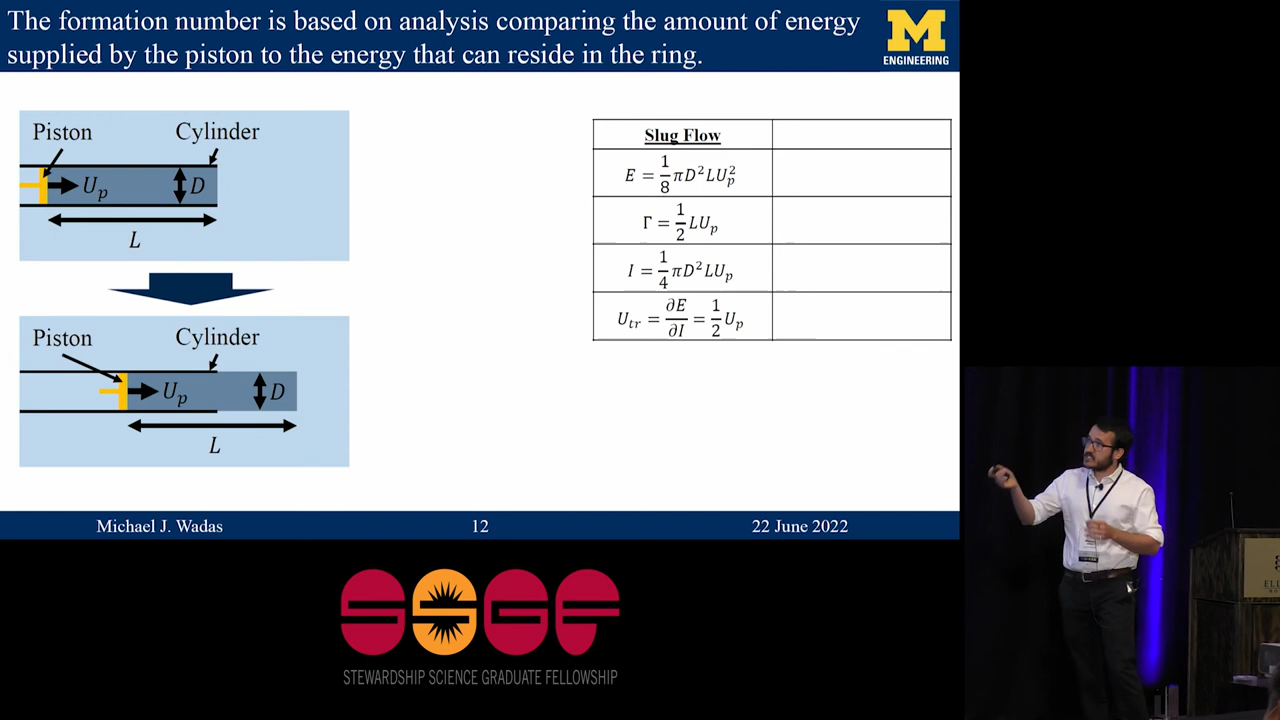 The formation number is based on analysis comparing the amount of energy
supplied by the piston to the energy that can reside in the ring.
M
ENGINEERING
Piston
Cylinder
U_p
D
L
Piston
Cylinder
U_p
D
L
Slug Flow
E = 1/8 πD²LU_p²
Γ = 1/2 LU_p
I = 1/4 πD²LU_p
U_tr = ∂E/∂I = 1/2 U_p
Michael J. Wadas
12
22 June 2022
SSGF
STEWARDSHIP SCIENCE GRADUATE FELLOWSHIP